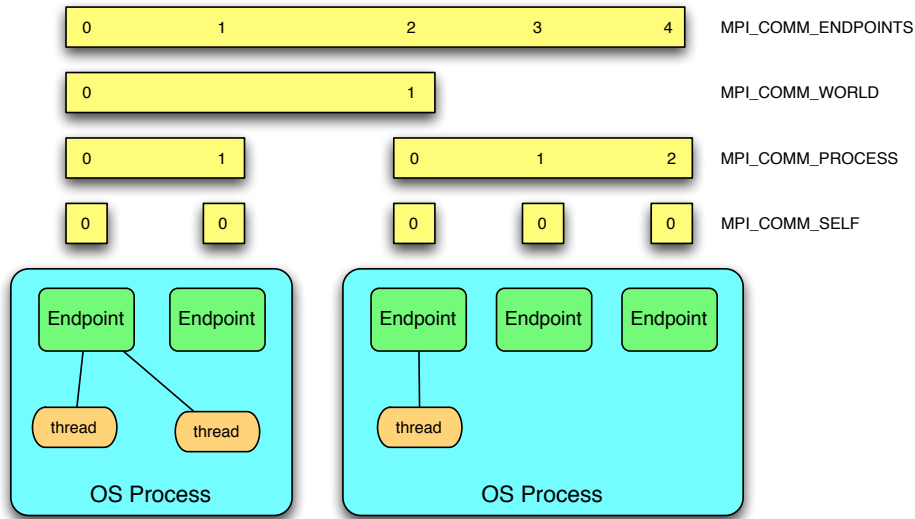 0 1 2 3 4 MPI_COMM_ENDPOINTS
0 1 MPI_COMM_WORLD
0 1 0 1 2 MPI_COMM_PROCESS
0 0 0 0 0 MPI_COMM_SELF
Endpoint Endpoint Endpoint Endpoint Endpoint
thread thread thread
OS Process OS Process